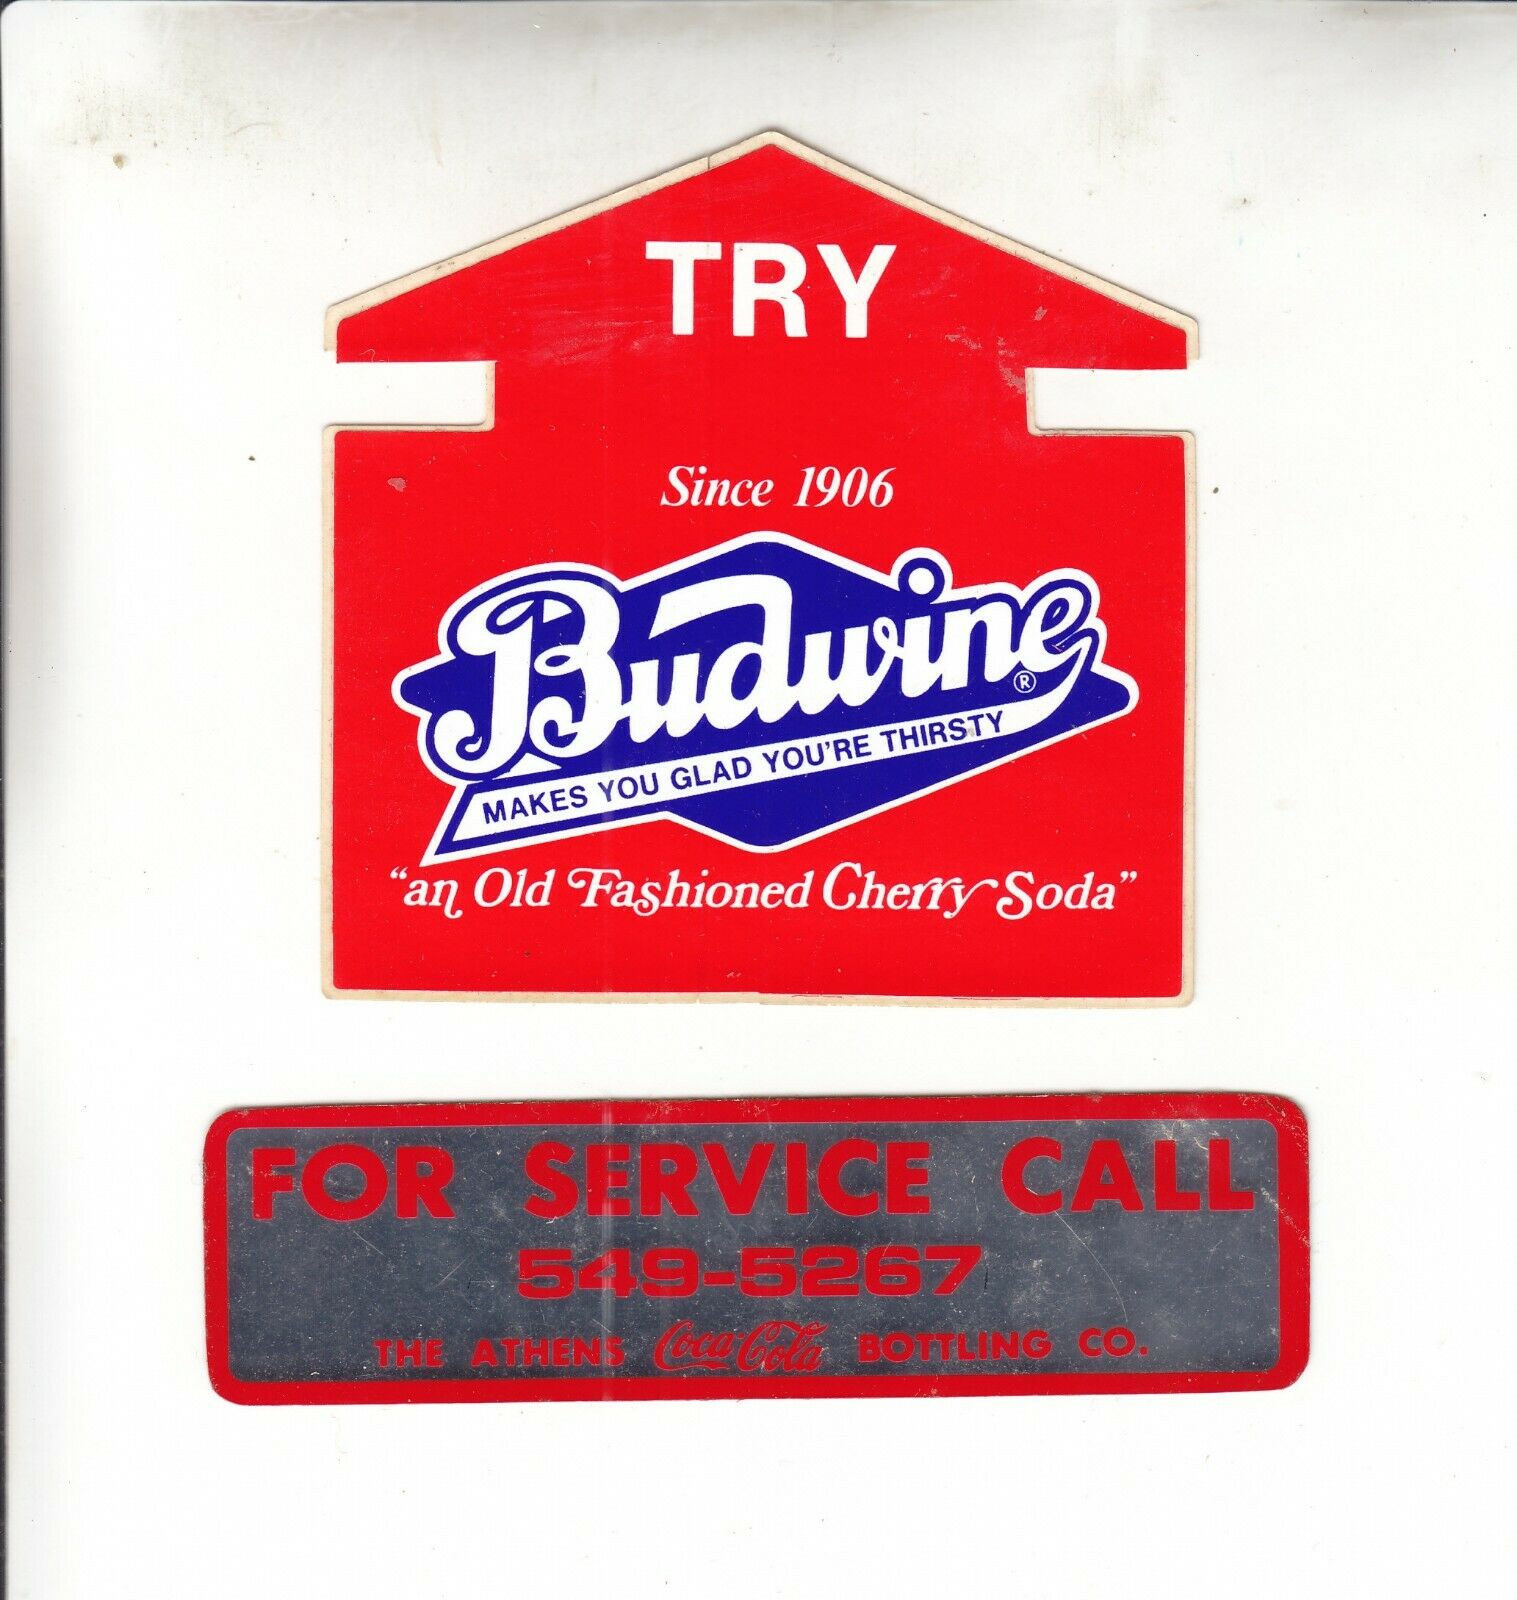 TRY
Since 1906
Budwine®
MAKES YOU GLAD YOU'RE THIRSTY
“an Old Fashioned Cherry Soda”
FOR SERVICE CALL
549-5267
THE ATHENS Coca-Cola BOTTLING CO.